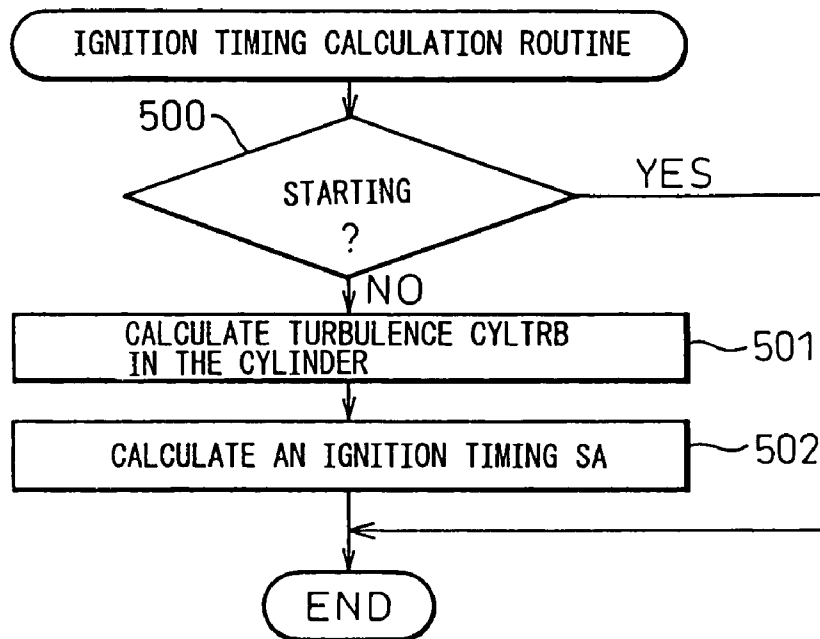 IGNITION TIMING CALCULATION ROUTINE
500
STARTING
?
YES
NO
CALCULATE TURBULENCE CYLTRB
IN THE CYLINDER
501
CALCULATE AN IGNITION TIMING SA
502
END